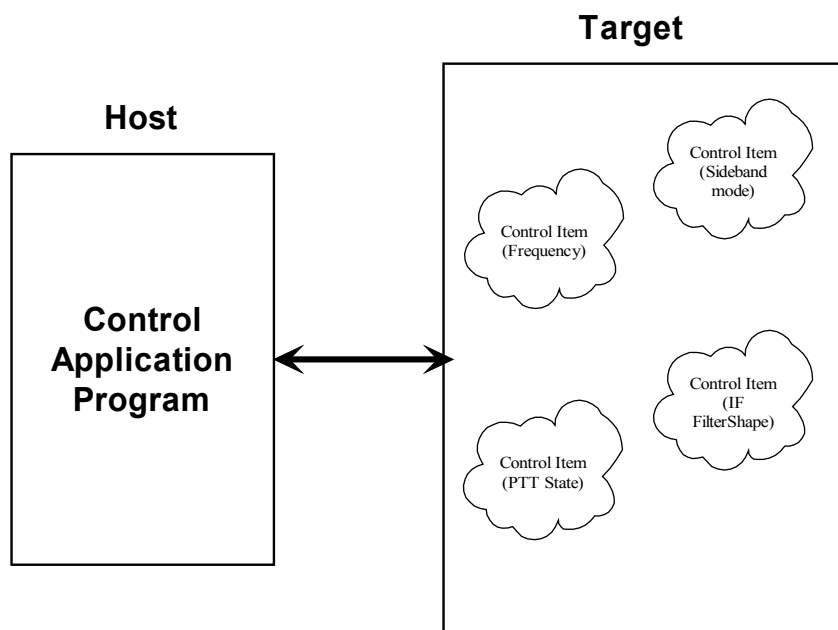 Target
Host
Control Item
(Sideband
mode)
Control Item
(Frequency)
Control
Application
Program
Control Item
(IF
FilterShape)
Control Item
(PTT State)